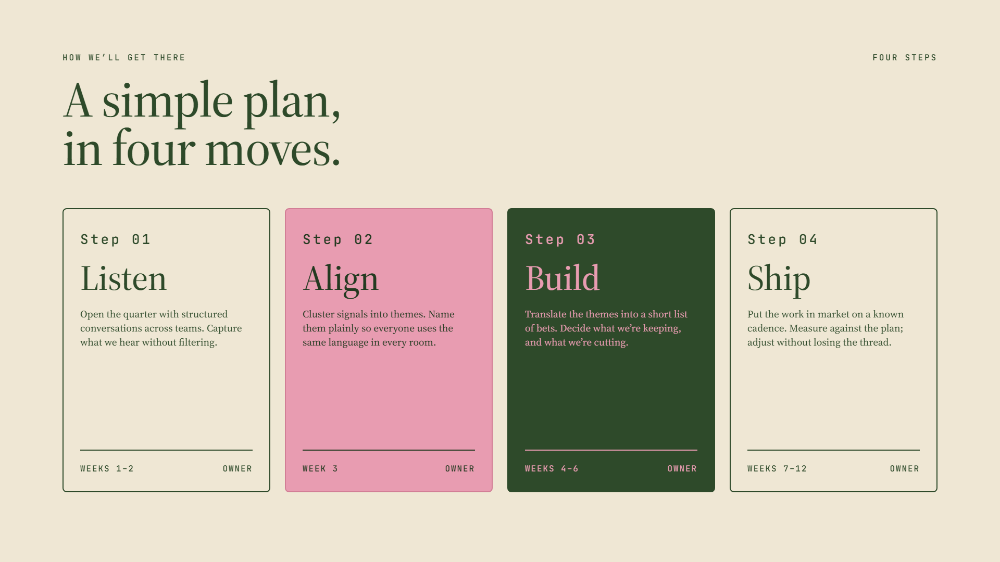 HOW WE’LL GET THERE
FOUR STEPS
A simple plan,
in four moves.
Step 01
Listen
Open the quarter with structured
conversations across teams. Capture
what we hear without filtering.
WEEKS 1–2
OWNER
Step 02
Align
Cluster signals into themes. Name
them plainly so everyone uses the
same language in every room.
WEEK 3
OWNER
Step 03
Build
Translate the themes into a short list
of bets. Decide what we’re keeping,
and what we’re cutting.
WEEKS 4–6
OWNER
Step 04
Ship
Put the work in market on a known
cadence. Measure against the plan;
adjust without losing the thread.
WEEKS 7–12
OWNER